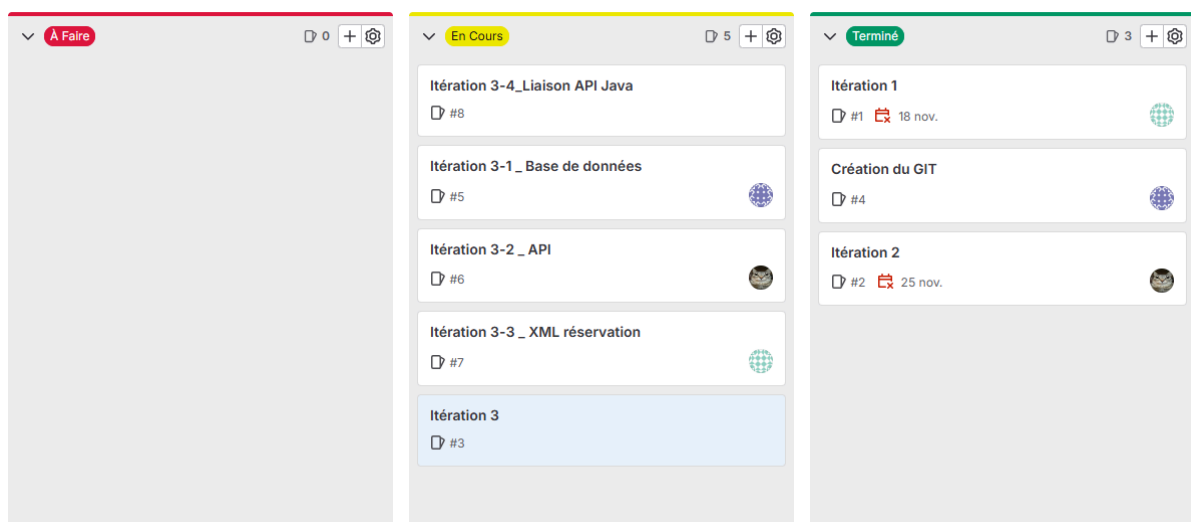 À Faire
0
En Cours
5
Itération 3-4_Liaison API Java
#8
Itération 3-1 _ Base de données
#5
Itération 3-2 _ API
#6
Itération 3-3 _ XML réservation
#7
Itération 3
#3
Terminé
3
Itération 1
#1 18 nov.
Création du GIT
#4
Itération 2
#2 25 nov.